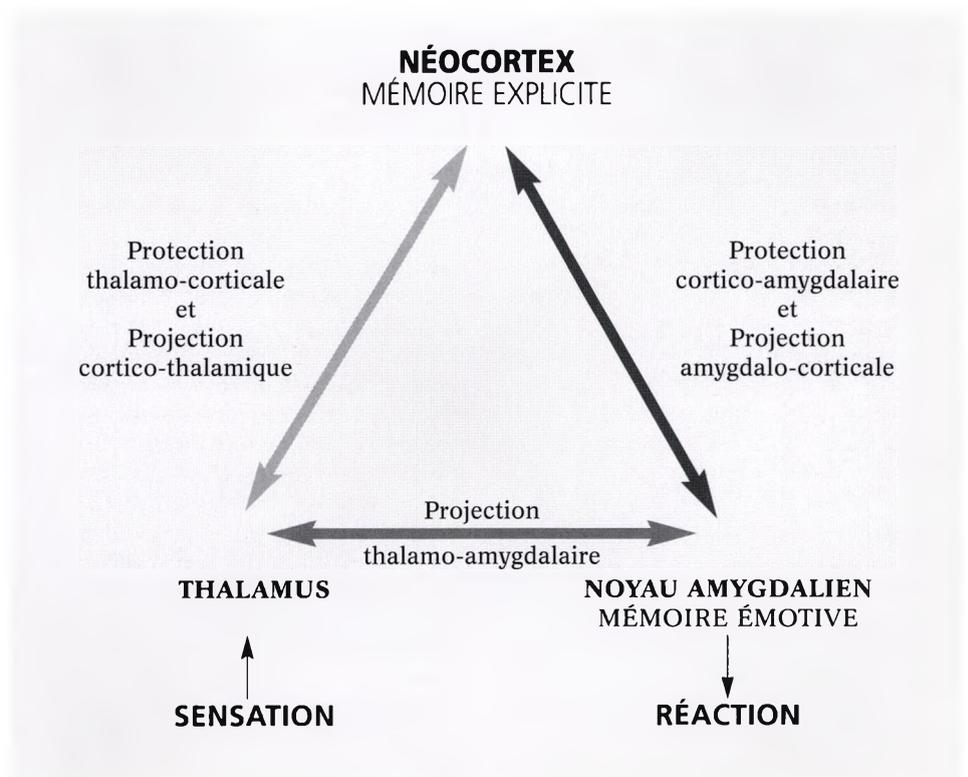 NÉOCORTEX
MÉMOIRE EXPLICITE
Protection
thalamo-corticale
et
Projection
cortico-thalamique
Protection
cortico-amygdalaire
et
Projection
amygdalo-corticale
Projection
thalamo-amygdalaire
THALAMUS
NOYAU AMYGDALIEN
MÉMOIRE ÉMOTIVE
SENSATION
RÉACTION